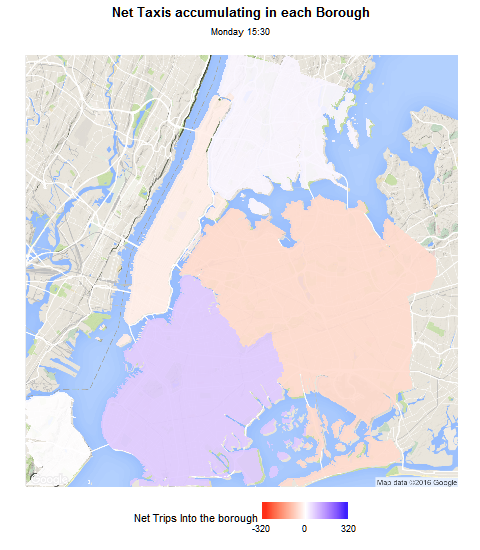 Net Taxis accumulating in each Borough
Monday 15:30
Map data ©2016 Google
Net Trips Into the borough
-320 0 320